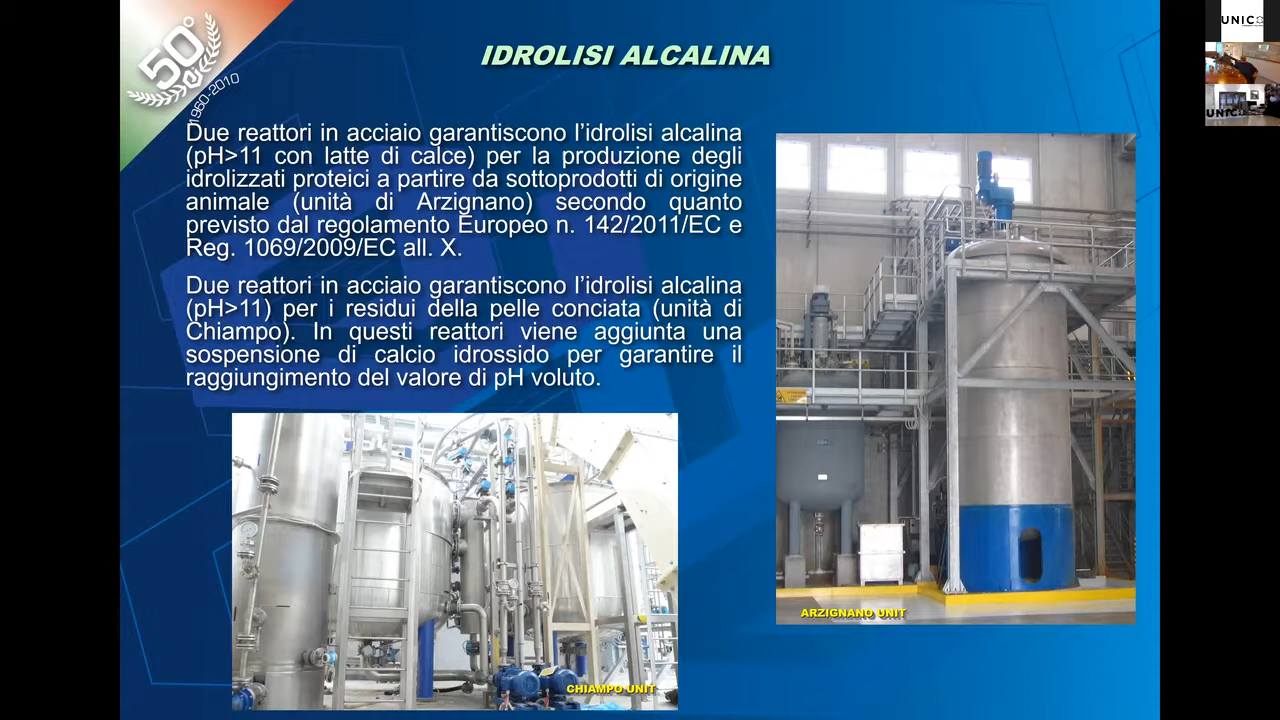 50°
1960-2010
IDROLISI ALCALINA
Due reattori in acciaio garantiscono l’idrolisi alcalina
(pH>11 con latte di calce) per la produzione degli
idrolizzati proteici a partire da sottoprodotti di origine
animale (unità di Arzignano) secondo quanto
previsto dal regolamento Europeo n. 142/2011/EC e
Reg. 1069/2009/EC all. X.
Due reattori in acciaio garantiscono l’idrolisi alcalina
(pH>11) per i residui della pelle conciata (unità di
Chiampo). In questi reattori viene aggiunta una
sospensione di calcio idrossido per garantire il
raggiungimento del valore di pH voluto.
CHIAMPO UNIT
ARZIGNANO UNIT
UNIC
UNIC